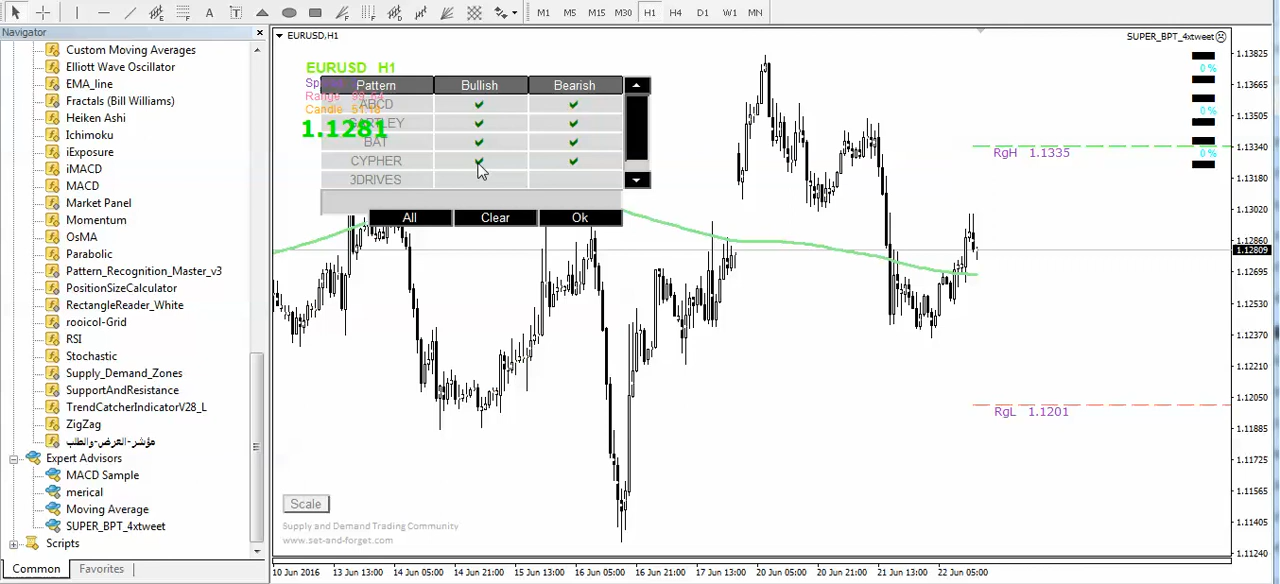 A
T
E
F
E
F
M1 M5 M15 M30 H1 H4 D1 W1 MN
Navigator
Custom Moving Averages
Elliott Wave Oscillator
EMA_line
Fractals (Bill Williams)
Heiken Ashi
Ichimoku
iExposure
iMACD
MACD
Market Panel
Momentum
OsMA
Parabolic
Pattern_Recognition_Master_v3
PositionSizeCalculator
RectangleReader_White
rooicol-Grid
RSI
Stochastic
Supply_Demand_Zones
SupportAndResistance
TrendCatcherIndicatorV28_L
ZigZag
مؤشر-العرض-والطلب
Expert Advisors
MACD Sample
merical
Moving Average
SUPER_BPT_4xtweet
Scripts
Common Favorites
EURUSD,H1
SUPER_BPT_4xtweet
EURUSD H1
Range
Candle
1.1281
Pattern Bullish Bearish
ABCD
GARTLEY
BAT
CYPHER
3DRIVES
All Clear Ok
0 %
0 %
0 %
RgH 1.1335
RgL 1.1201
Scale
Supply and Demand Trading Community
www.set-and-forget.com
1.13825
1.13665
1.13505
1.13340
1.13180
1.13020
1.12860
1.12809
1.12695
1.12530
1.12370
1.12210
1.12050
1.11885
1.11725
1.11565
1.11405
1.11240
10 Jun 2016 13 Jun 13:00 14 Jun 05:00 14 Jun 21:00 15 Jun 13:00 16 Jun 05:00 16 Jun 21:00 17 Jun 13:00 20 Jun 05:00 20 Jun 21:00 21 Jun 13:00 22 Jun 05:00